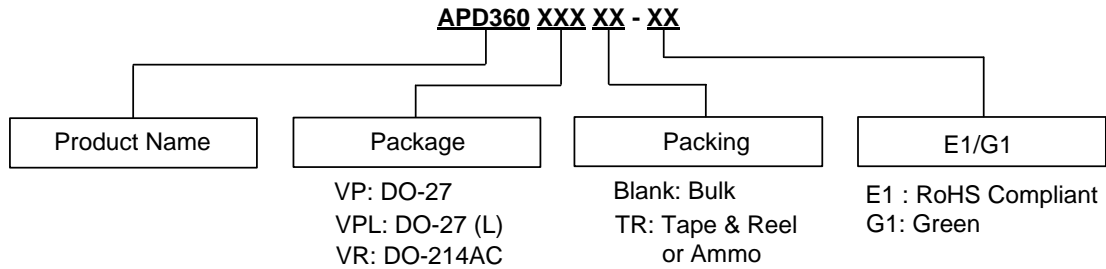 APD360 XXX XX - XX
Product Name
Package
Packing
E1/G1
VP: DO-27
VPL: DO-27 (L)
VR: DO-214AC
Blank: Bulk
TR: Tape & Reel
or Ammo
E1 : RoHS Compliant
G1: Green